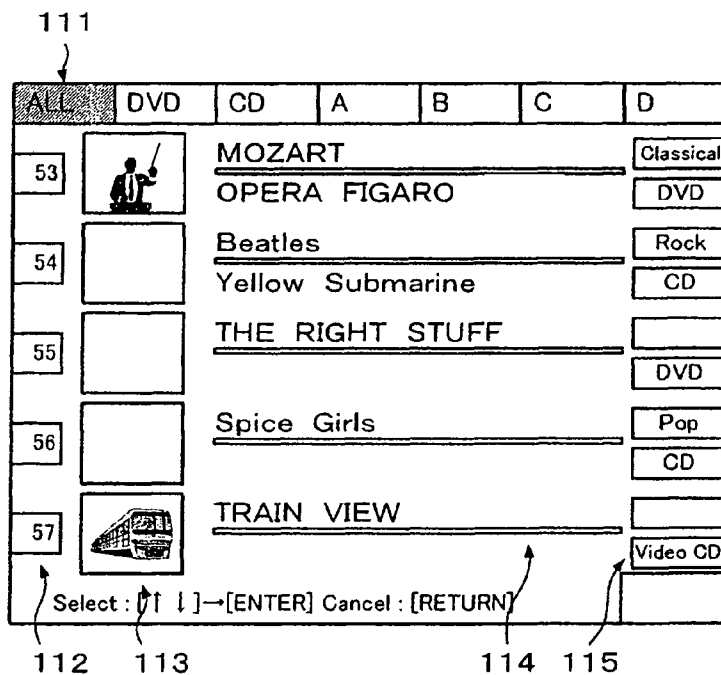 111
ALL DVD CD A B C D
53 MOZART Classical
OPERA FIGARO DVD
54 Beatles Rock
Yellow Submarine CD
55 THE RIGHT STUFF
DVD
56 Spice Girls Pop
CD
57 TRAIN VIEW
Video CD
Select : [↑ ↓ ]→[ENTER] Cancel : [RETURN]
112 113 114 115